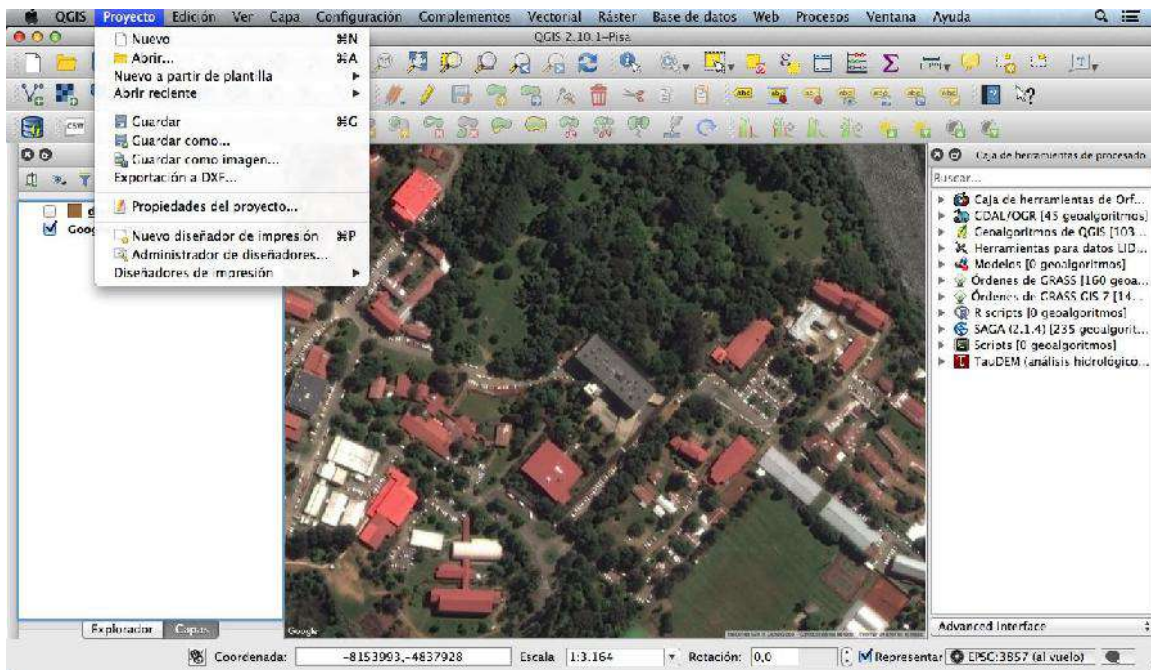 QGIS Proyecto Edición Ver Capa Configuración Complementos Vectorial Ráster Base de datos Web Procesos Ventana Ayuda
QGIS 2.10.1-Pisa
Nuevo ⌘N
Abrir... ⌘A
Nuevo a partir de plantilla
Abrir reciente
Guardar ⌘G
Guardar como...
Guardar como imagen...
Exportación a DXF...
Propiedades del proyecto...
Nuevo diseñador de impresión ⌘P
Administrador de diseñadores...
Diseñadores de impresión
CSW
abc
Goog
Caja de herramientas de procesado
Buscar...
Caja de herramientas de Orf...
GDAL/OGR [45 geoalgoritmos]
Geoalgoritmos de QGIS [103...
Herramientas para datos LID...
Modelos [0 geoalgoritmos]
Órdenes de GRASS [160 geoa...
Órdenes de GRASS GIS 7 [14...
R scripts [0 geoalgoritmos]
SAGA (2.1.4) [235 geoalgorit...
Scripts [0 geoalgoritmos]
TauDEM (análisis hidrológico...
Advanced Interface
Google
Explorador Capas
Coordenada: -8153993,-4837928 Escala 1:3.164 Rotación: 0,0 Representar EPSG:3857 (al vuelo)